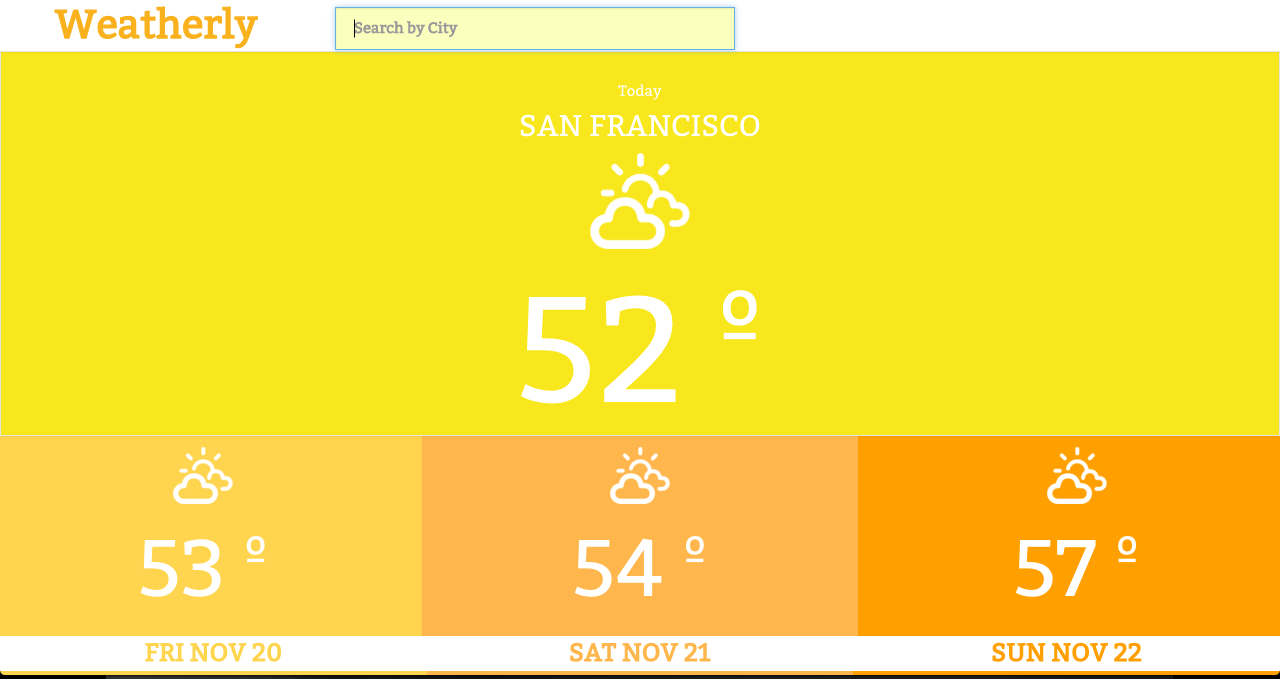 Weatherly
Search by City
Today
SAN FRANCISCO
52 º
53 º
54 º
57 º
FRI NOV 20
SAT NOV 21
SUN NOV 22